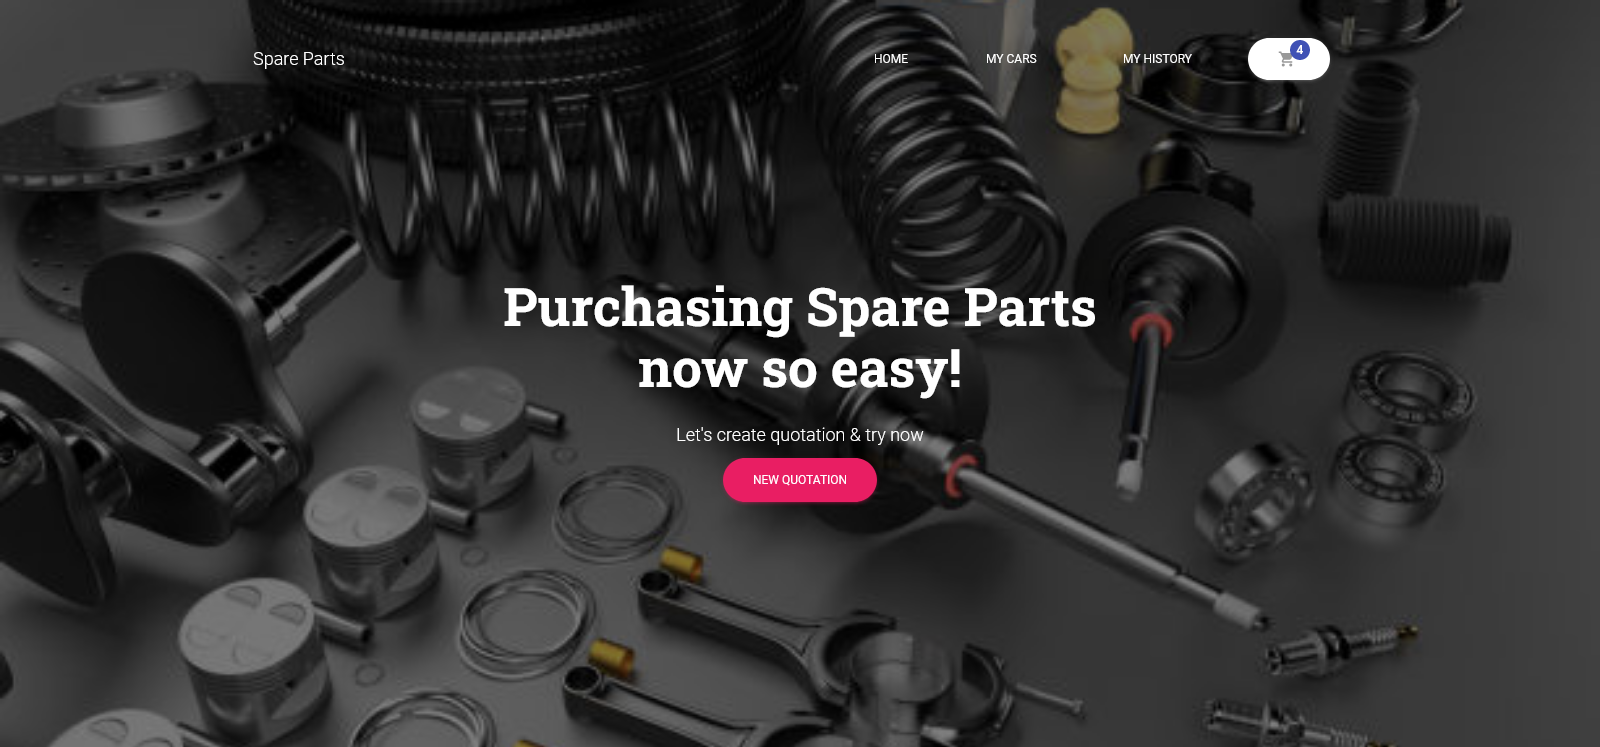 Spare Parts
HOME
MY CARS
MY HISTORY
4
Purchasing Spare Parts
now so easy!
Let's create quotation & try now
NEW QUOTATION